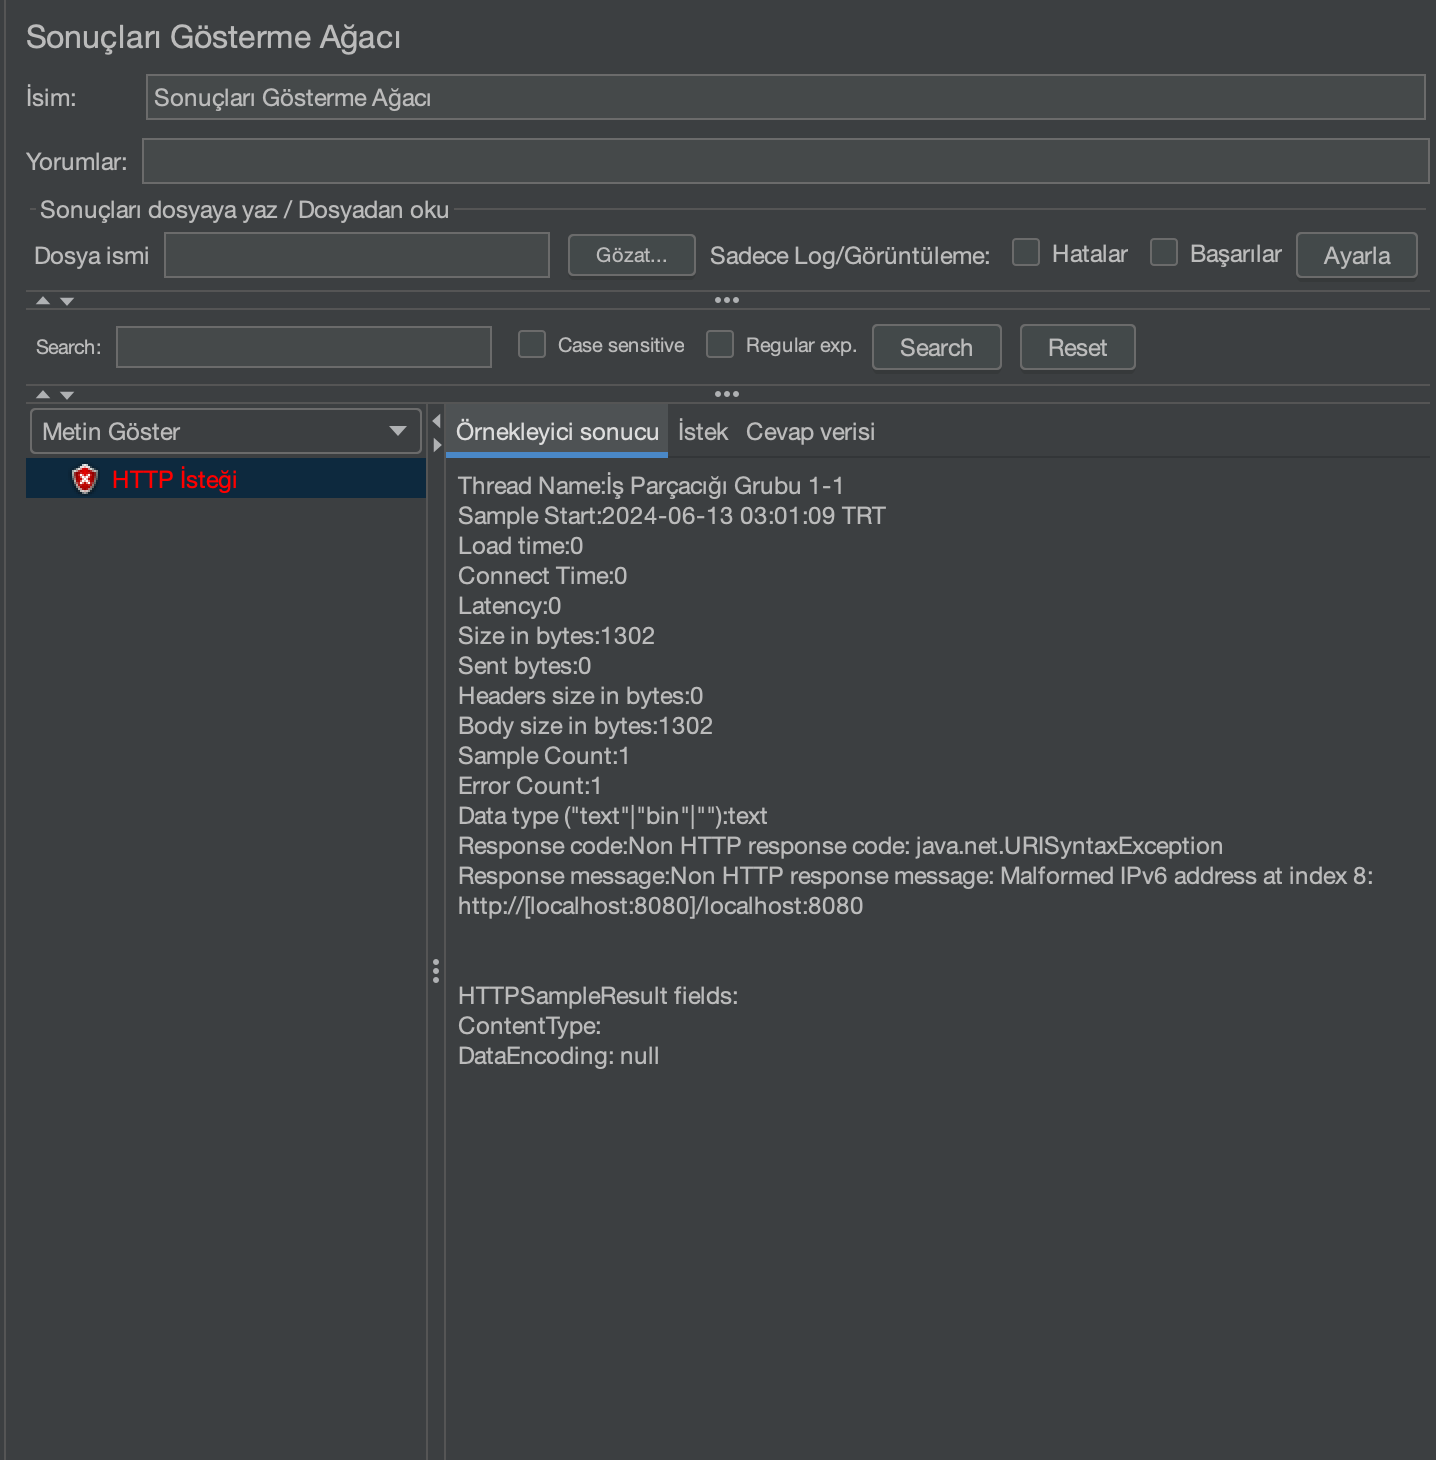 Sonuçları Gösterme Ağacı
İsim: Sonuçları Gösterme Ağacı
Yorumlar:
Sonuçları dosyaya yaz / Dosyadan oku
Dosya ismi Gözat... Sadece Log/Görüntüleme: Hatalar Başarılar Ayarla
Search: Case sensitive Regular exp. Search Reset
Metin Göster
HTTP İsteği
Örnekleyici sonucu İstek Cevap verisi
Thread Name:İş Parçacığı Grubu 1-1
Sample Start:2024-06-13 03:01:09 TRT
Load time:0
Connect Time:0
Latency:0
Size in bytes:1302
Sent bytes:0
Headers size in bytes:0
Body size in bytes:1302
Sample Count:1
Error Count:1
Data type ("text"|"bin"|""):text
Response code:Non HTTP response code: java.net.URISyntaxException
Response message:Non HTTP response message: Malformed IPv6 address at index 8:
http://[localhost:8080]/localhost:8080
HTTPSampleResult fields:
ContentType:
DataEncoding: null